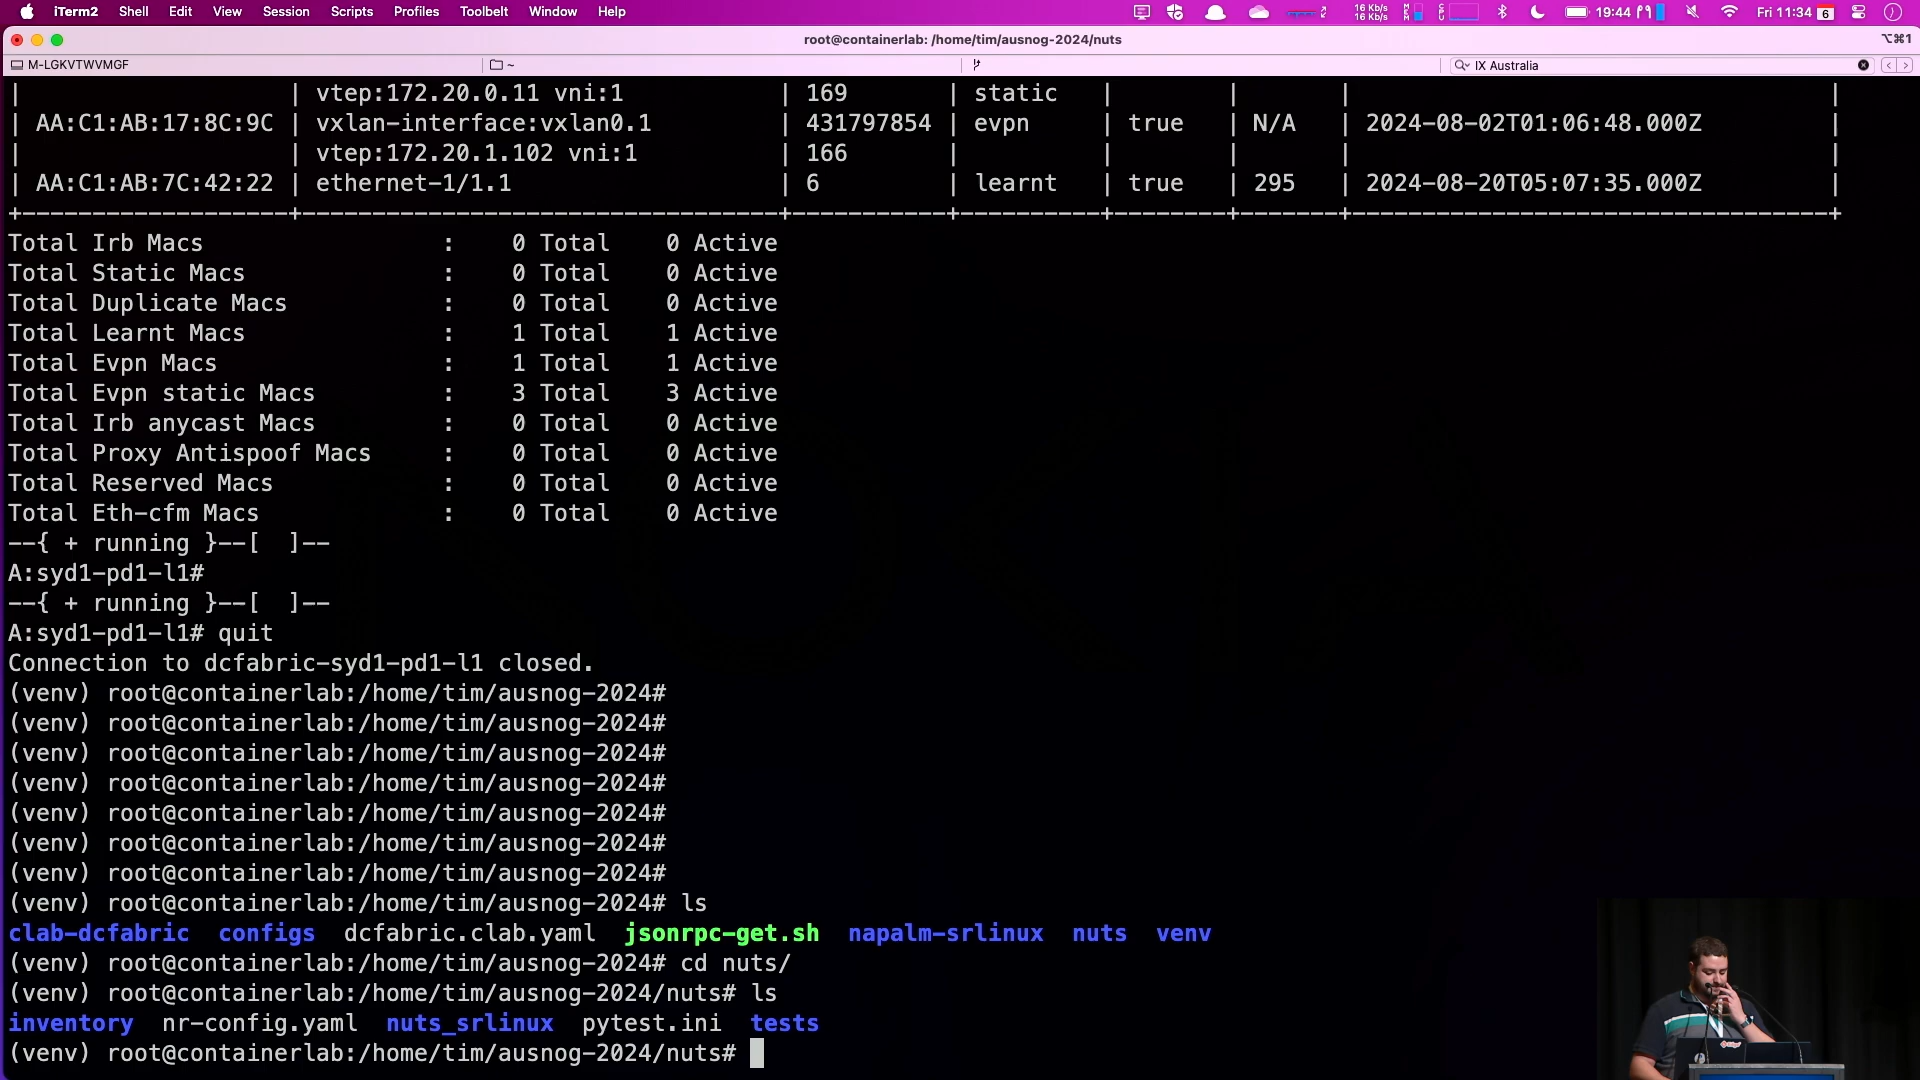 iTerm2 Shell Edit View Session Scripts Profiles Toolbelt Window Help 16 Kb/s 16 Kb/s 19:44 Fri 11:34 6
root@containerlab: /home/tim/ausnog-2024/nuts ⌥⌘1
M-LGKVTWVMGF ~ IX Australia
| | vtep:172.20.0.11 vni:1 | 169 | static | | | |
| AA:C1:AB:17:8C:9C | vxlan-interface:vxlan0.1 | 431797854 | evpn | true | N/A | 2024-08-02T01:06:48.000Z |
| | vtep:172.20.1.102 vni:1 | 166 | | | | |
| AA:C1:AB:7C:42:22 | ethernet-1/1.1 | 6 | learnt | true | 295 | 2024-08-20T05:07:35.000Z |
+--------------------+----------------------------------+-----------+----------+--------+-------+----------------------------------+
Total Irb Macs : 0 Total 0 Active
Total Static Macs : 0 Total 0 Active
Total Duplicate Macs : 0 Total 0 Active
Total Learnt Macs : 1 Total 1 Active
Total Evpn Macs : 1 Total 1 Active
Total Evpn static Macs : 3 Total 3 Active
Total Irb anycast Macs : 0 Total 0 Active
Total Proxy Antispoof Macs : 0 Total 0 Active
Total Reserved Macs : 0 Total 0 Active
Total Eth-cfm Macs : 0 Total 0 Active
--{ + running }--[ ]--
A:syd1-pd1-l1#
--{ + running }--[ ]--
A:syd1-pd1-l1# quit
Connection to dcfabric-syd1-pd1-l1 closed.
(venv) root@containerlab:/home/tim/ausnog-2024#
(venv) root@containerlab:/home/tim/ausnog-2024#
(venv) root@containerlab:/home/tim/ausnog-2024#
(venv) root@containerlab:/home/tim/ausnog-2024#
(venv) root@containerlab:/home/tim/ausnog-2024#
(venv) root@containerlab:/home/tim/ausnog-2024#
(venv) root@containerlab:/home/tim/ausnog-2024#
(venv) root@containerlab:/home/tim/ausnog-2024# ls
clab-dcfabric configs dcfabric.clab.yaml jsonrpc-get.sh napalm-srlinux nuts venv
(venv) root@containerlab:/home/tim/ausnog-2024# cd nuts/
(venv) root@containerlab:/home/tim/ausnog-2024/nuts# ls
inventory nr-config.yaml nuts_srlinux pytest.ini tests
(venv) root@containerlab:/home/tim/ausnog-2024/nuts#